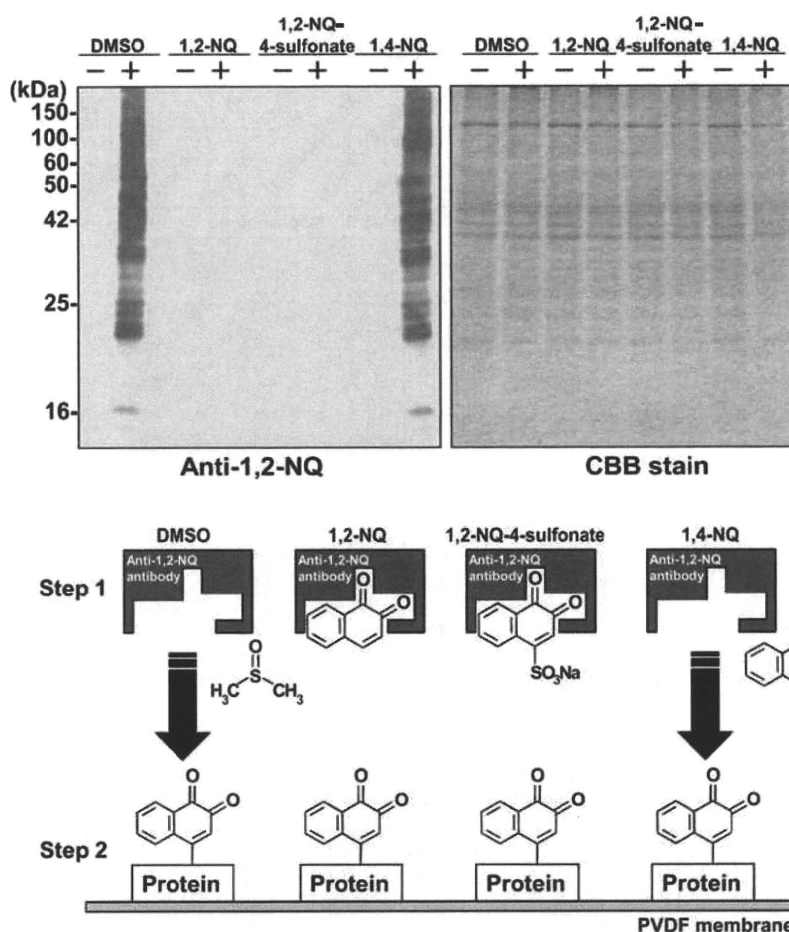 1,2-NQ-
DMSO 1,2-NQ 4-sulfonate 1,4-NQ
− + − + − + − +
1,2-NQ-
DMSO 1,2-NQ 4-sulfonate 1,4-NQ
− + − + − + − +
(kDa)
150-
100-
60-
50-
42-
25-
16-
Anti-1,2-NQ
CBB stain
DMSO
1,2-NQ
1,2-NQ-4-sulfonate
1,4-NQ
Step 1
Anti-1,2-NQ
antibody
Anti-1,2-NQ
antibody
Anti-1,2-NQ
antibody
Anti-1,2-NQ
antibody
O
O
O
O
SO₃Na
O
S
H₃C CH₃
O
O
O
O
O
O
O
O
Step 2
Protein
Protein
Protein
Protein
PVDF membrane